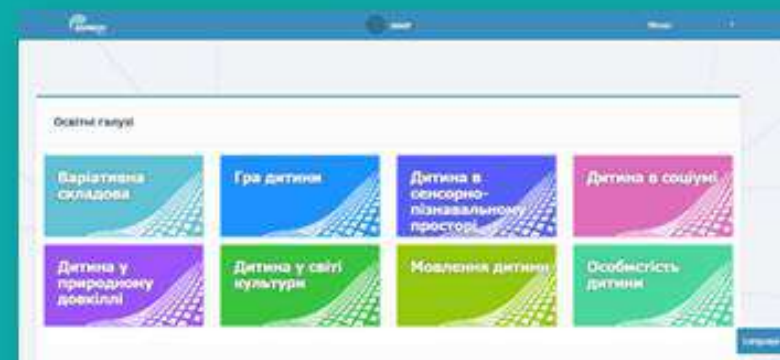 Освітні галузі
Варіативна
складова
Гра дитини
Дитина в
сенсорно-
пізнавальному
просторі
Дитина в соціумі
Дитина у
природному
довкіллі
Дитина у світі
культури
Мовлення дитини
Особистість
дитини